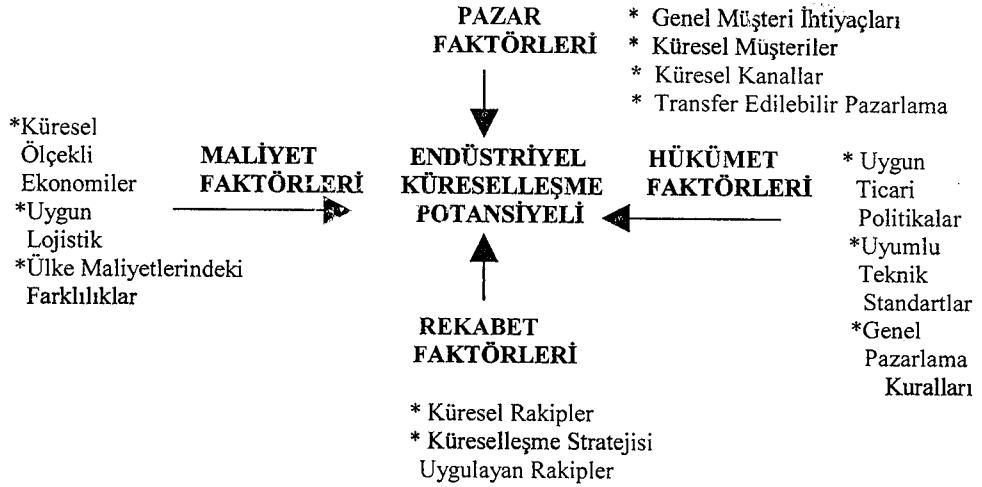 PAZAR
FAKTÖRLERİ
* Genel Müşteri İhtiyaçları
* Küresel Müşteriler
* Küresel Kanallar
* Transfer Edilebilir Pazarlama
*Küresel
Ölçekli
Ekonomiler
*Uygun
Lojistik
*Ülke Maliyetlerindeki
Farklılıklar
MALİYET
FAKTÖRLERİ
ENDÜSTRİYEL
KÜRESELLEŞME
POTANSİYELİ
HÜKÜMET
FAKTÖRLERİ
* Uygun
Ticari
Politikalar
*Uyumlu
Teknik
Standartlar
*Genel
Pazarlama
Kuralları
REKABET
FAKTÖRLERİ
* Küresel Rakipler
* Küreselleşme Stratejisi
Uygulayan Rakipler